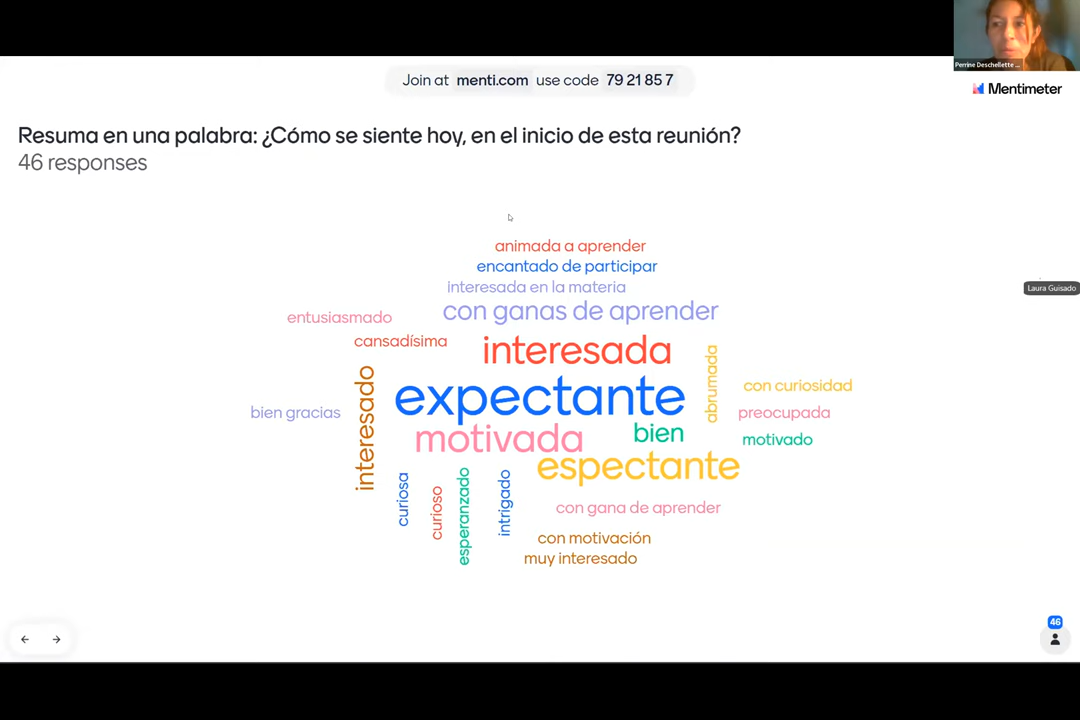 Perrine Deschellette ...
Join at menti.com use code 79 21 85 7
Mentimeter
Resuma en una palabra: ¿Cómo se siente hoy, en el inicio de esta reunión?
46 responses
animada a aprender
encantado de participar
interesada en la materia
con ganas de aprender
entusiasmado
cansadísima
interesada
expectante
abrumada
con curiosidad
bien gracias
interesado
preocupada
motivada
bien
motivado
espectante
curiosa
curioso
esperanzado
intrigado
con gana de aprender
con motivación
muy interesado
Laura Guisado
46